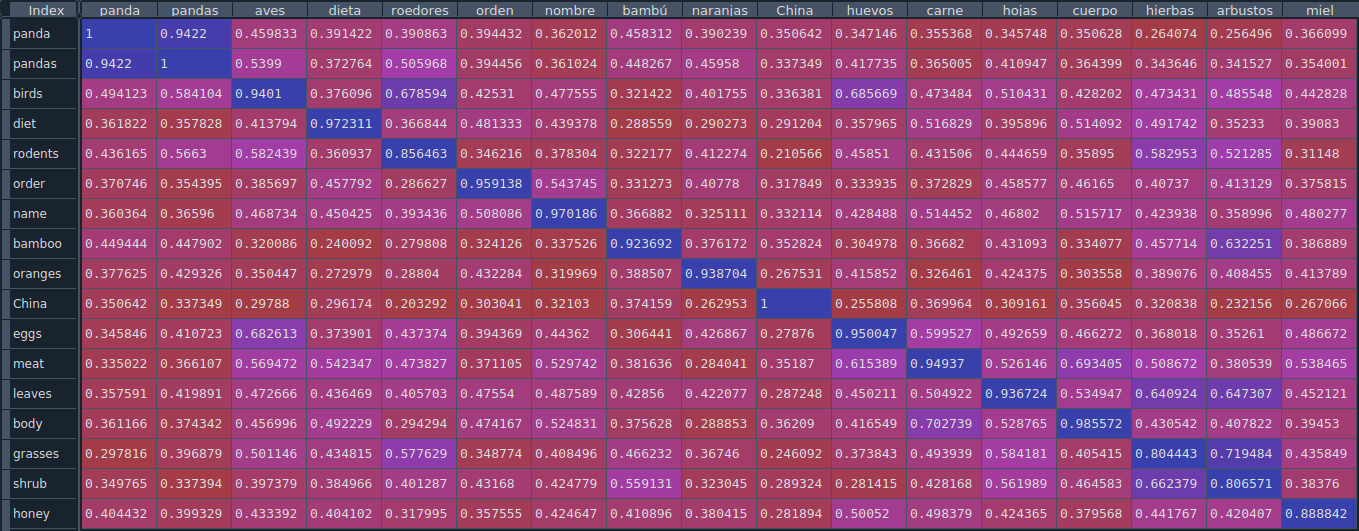 Index panda pandas aves dieta roedores orden nombre bambú naranjas China huevos carne hojas cuerpo hierbas arbustos miel
panda 1 0.9422 0.459833 0.391422 0.390863 0.394432 0.362012 0.458312 0.390239 0.350642 0.347146 0.355368 0.345748 0.350628 0.264074 0.256496 0.366099
pandas 0.9422 1 0.5399 0.372764 0.505968 0.394456 0.361024 0.448267 0.45958 0.337349 0.417735 0.365005 0.410947 0.364399 0.343646 0.341527 0.354001
birds 0.494123 0.584104 0.9401 0.376096 0.678594 0.42531 0.477555 0.321422 0.401755 0.336381 0.685669 0.473484 0.510431 0.428202 0.473431 0.485548 0.442828
diet 0.361822 0.357828 0.413794 0.972311 0.366844 0.481333 0.439378 0.288559 0.290273 0.291204 0.357965 0.516829 0.395896 0.514092 0.491742 0.35233 0.39083
rodents 0.436165 0.5663 0.582439 0.360937 0.856463 0.346216 0.378304 0.322177 0.412274 0.210566 0.45851 0.431506 0.444659 0.35895 0.582953 0.521285 0.31148
order 0.370746 0.354395 0.385697 0.457792 0.286627 0.959138 0.543745 0.331273 0.40778 0.317849 0.333935 0.372829 0.458577 0.46165 0.40737 0.413129 0.375815
name 0.360364 0.36596 0.468734 0.450425 0.393436 0.508086 0.970186 0.366882 0.325111 0.332114 0.428488 0.514452 0.46802 0.515717 0.423938 0.358996 0.480277
bamboo 0.449444 0.447902 0.320086 0.240092 0.279808 0.324126 0.337526 0.923692 0.376172 0.352824 0.304978 0.36682 0.431093 0.334077 0.457714 0.632251 0.386889
oranges 0.377625 0.429326 0.350447 0.272979 0.28804 0.432284 0.319969 0.388507 0.938704 0.267531 0.415852 0.326461 0.424375 0.303558 0.389076 0.408455 0.413789
China 0.350642 0.337349 0.29788 0.296174 0.203292 0.303041 0.32103 0.374159 0.262953 1 0.255808 0.369964 0.309161 0.356045 0.320838 0.232156 0.267066
eggs 0.345846 0.410723 0.682613 0.373901 0.437374 0.394369 0.44362 0.306441 0.426867 0.27876 0.950047 0.599527 0.492659 0.466272 0.368018 0.35261 0.486672
meat 0.335022 0.366107 0.569472 0.542347 0.473827 0.371105 0.529742 0.381636 0.284041 0.35187 0.615389 0.94937 0.526146 0.693405 0.508672 0.380539 0.538465
leaves 0.357591 0.419891 0.472666 0.436469 0.405703 0.47554 0.487589 0.42856 0.422077 0.287248 0.450211 0.504922 0.936724 0.534947 0.640924 0.647307 0.452121
body 0.361166 0.374342 0.456996 0.492229 0.294294 0.474167 0.524831 0.375628 0.288853 0.36209 0.416549 0.702739 0.528765 0.985572 0.430542 0.407822 0.39453
grasses 0.297816 0.396879 0.501146 0.434815 0.577629 0.348774 0.408496 0.466232 0.36746 0.246092 0.373843 0.493939 0.584181 0.405415 0.804443 0.719484 0.435849
shrub 0.349765 0.337394 0.397379 0.384966 0.401287 0.43168 0.424779 0.559131 0.323045 0.289324 0.281415 0.428168 0.561989 0.464583 0.662379 0.806571 0.38376
honey 0.404432 0.399329 0.433392 0.404102 0.317995 0.357555 0.424647 0.410896 0.380415 0.281894 0.50052 0.498379 0.424365 0.379568 0.441767 0.420407 0.888842